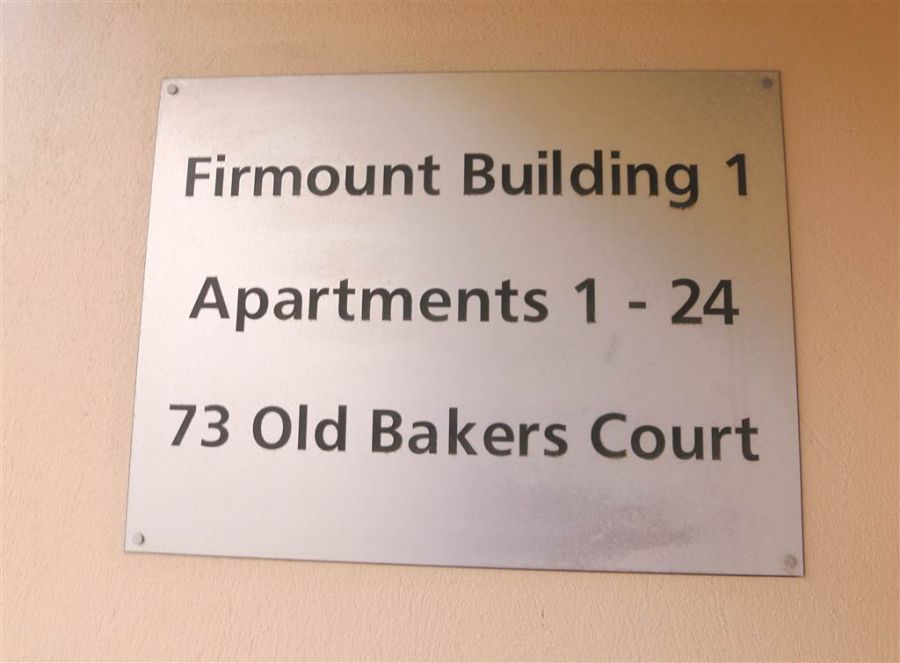 Firmount Building 1
Apartments 1 - 24
73 Old Bakers Court